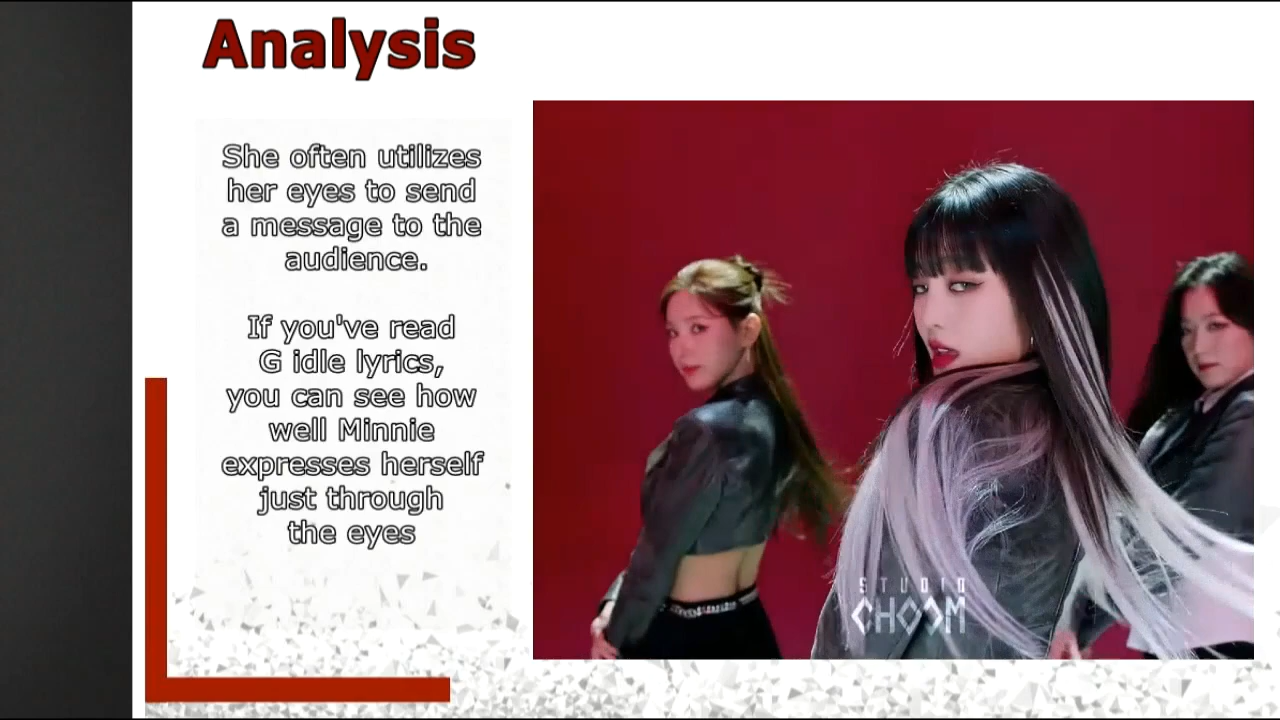 Analysis
She often utilizes
her eyes to send
a message to the
audience.
If you've read
G idle lyrics,
you can see how
well Minnie
expresses herself
just through
the eyes
STUDIO
CHOOM